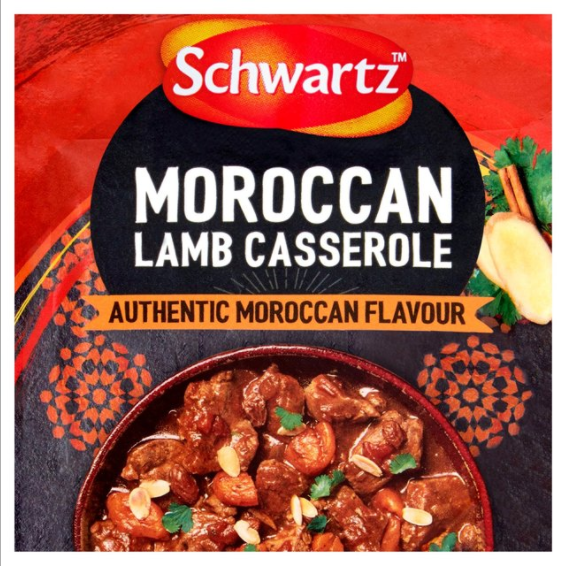 Schwartz™
MOROCCAN
LAMB CASSEROLE
AUTHENTIC MOROCCAN FLAVOUR